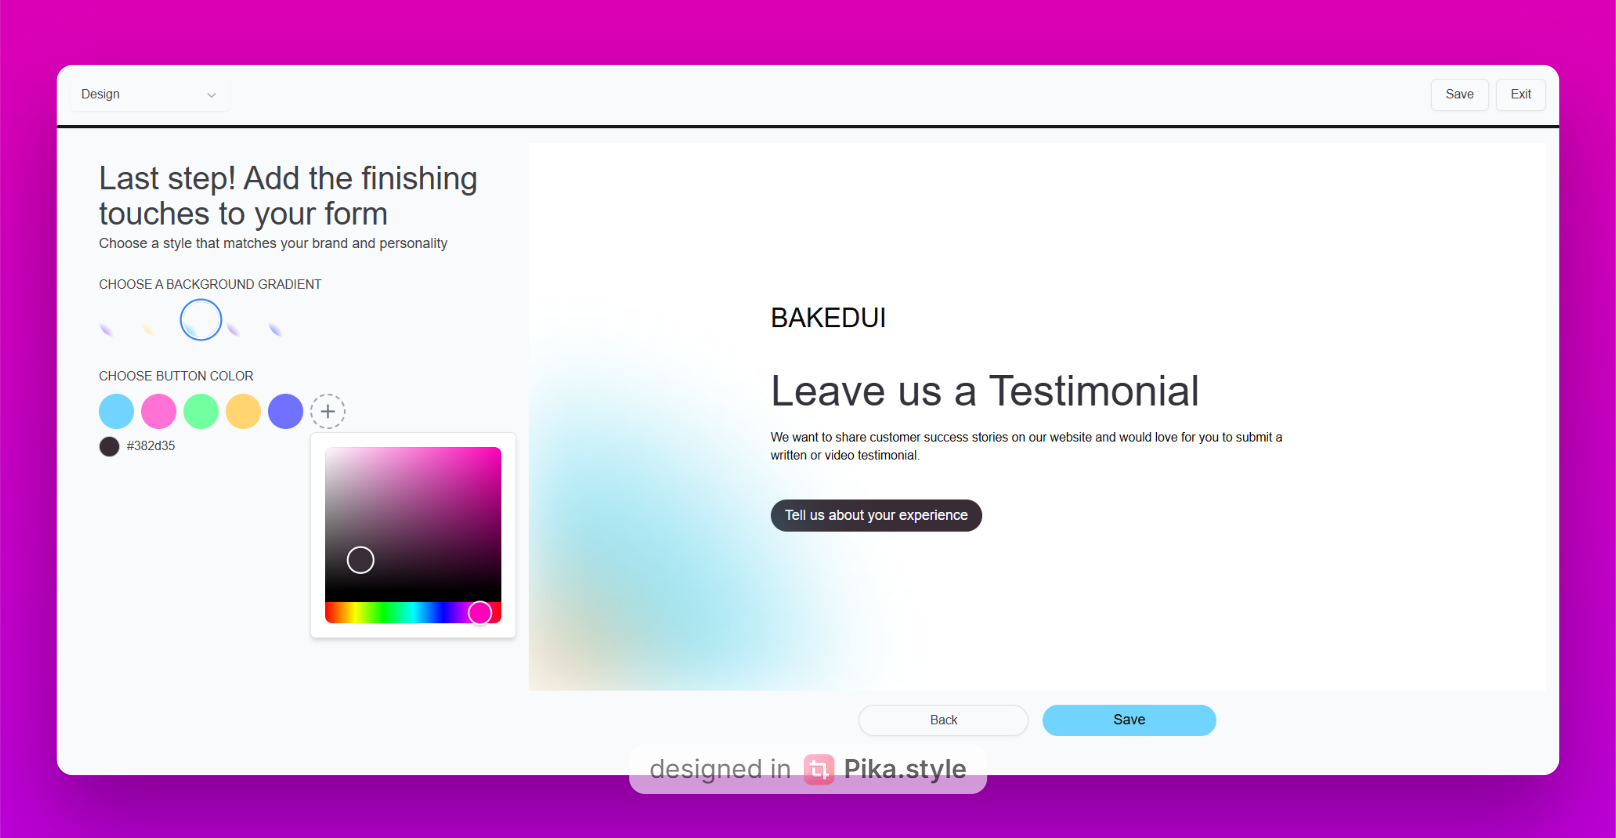 Design
Save
Exit
Last step! Add the finishing
touches to your form
Choose a style that matches your brand and personality
CHOOSE A BACKGROUND GRADIENT
CHOOSE BUTTON COLOR
#382d35
BAKEDUI
Leave us a Testimonial
We want to share customer success stories on our website and would love for you to submit a
written or video testimonial.
Tell us about your experience
Back
Save
designed in Pika.style